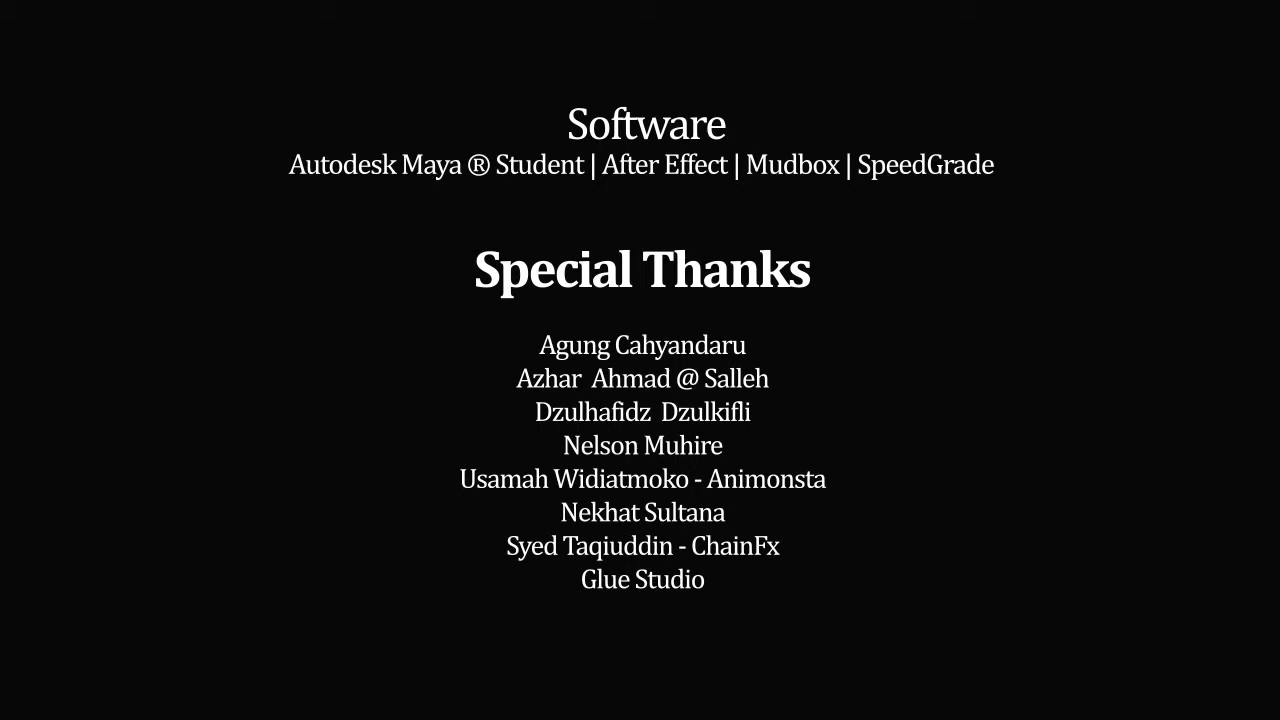 Software
Autodesk Maya ® Student | After Effect | Mudbox | SpeedGrade
Special Thanks
Agung Cahyandaru
Azhar Ahmad @ Salleh
Dzulhafidz Dzulkifli
Nelson Muhire
Usamah Widiatmoko - Animonsta
Nekhat Sultana
Syed Taqiuddin - ChainFx
Glue Studio